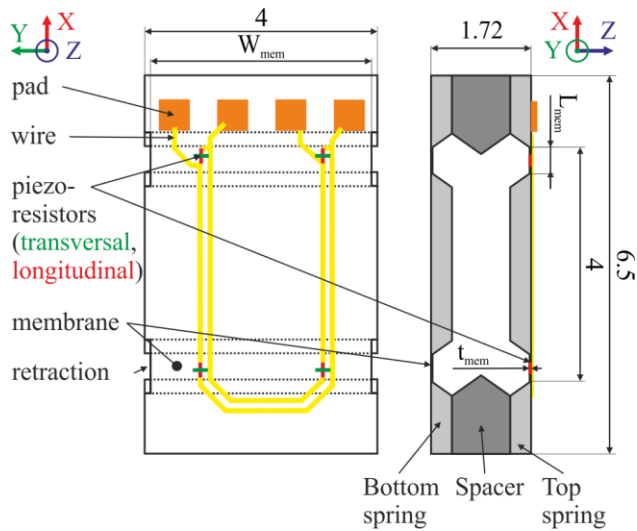 4
W_mem
Y
X
Z
1.72
X
Y
Z
pad
wire
piezo-
resistors
(transversal,
longitudinal)
membrane
retraction
L_mem
4
6.5
t_mem
Bottom
spring
Spacer
Top
spring